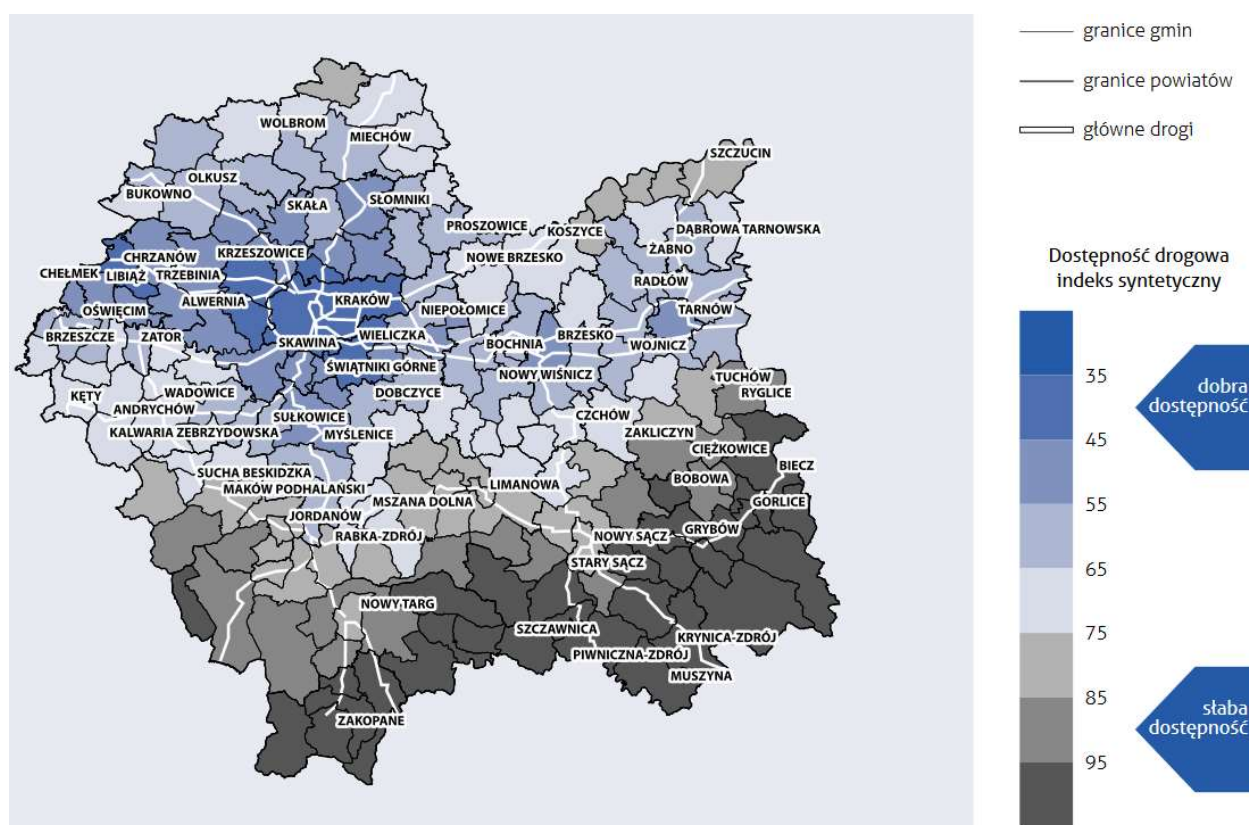 granice gmin
granice powiatów
główne drogi
Dostępność drogowa
indeks syntetyczny
35
45
55
65
75
85
95
dobra
dostępność
słaba
dostępność
WOLBROM
MIECHÓW
SZCZUCIN
OLKUSZ
BUKOWNO
SKAŁA
SŁOMNIKI
PROSZOWICE
KOSZYCE
DĄBROWA TARNOWSKA
CHRZANÓW
KRZESZOWICE
NOWE BRZESKO
ŻABNO
CHEŁMEK
LIBIĄŻ
TRZEBINIA
RADŁÓW
ALWERNIA
KRAKÓW
OŚWIĘCIM
NIEPOŁOMICE
TARNÓW
BRZESZCZE
ZATOR
SKAWINA
WIELICZKA
BOCHNIA
BRZESKO
WOJNICZ
ŚWIĄTNIKI GÓRNE
NOWY WIŚNICZ
TUCHÓW
RYGLICE
KĘTY
WADOWICE
DOBCZYCE
ANDRYCHÓW
SUŁKOWICE
CZCHÓW
KALWARIA ZEBRZYDOWSKA
MYŚLENICE
ZAKLICZYN
CIĘŻKOWICE
SUCHA BESKIDZKA
BIECZ
MAKÓW PODHALAŃSKI
LIMANOWA
BOBOWA
MSZANA DOLNA
GORLICE
JORDANÓW
RABKA-ZDRÓJ
NOWY SĄCZ
GRYBÓW
STARY SĄCZ
NOWY TARG
SZCZAWNICA
KRYNICA-ZDRÓJ
PIWNICZNA-ZDRÓJ
MUSZYNA
ZAKOPANE